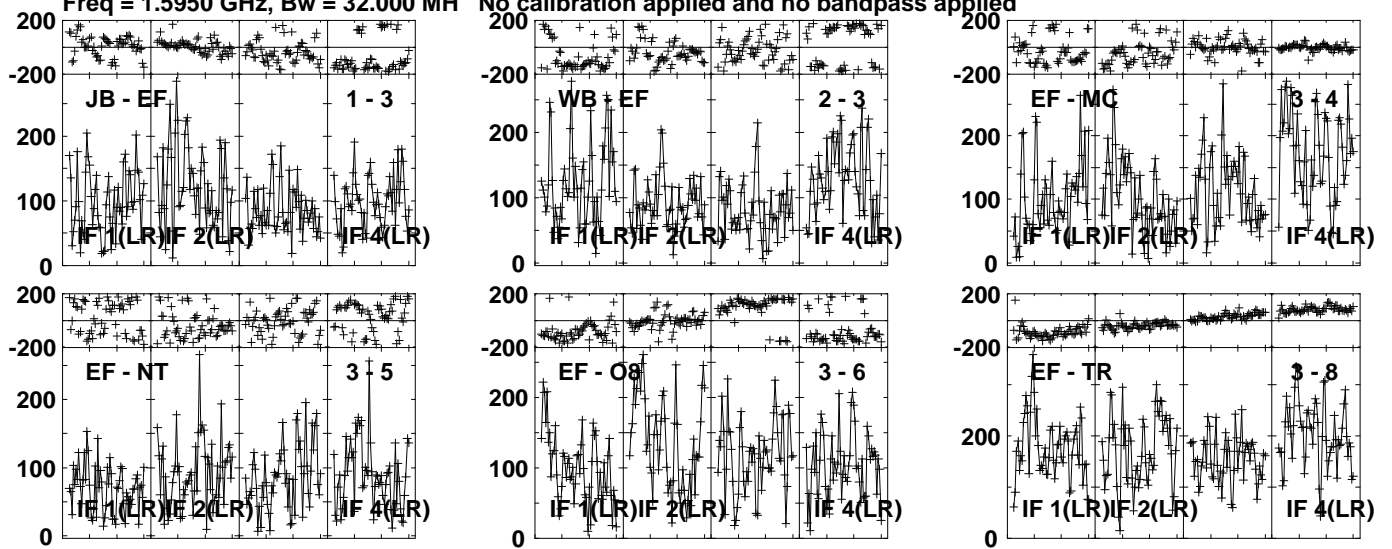 Freq = 1.5950 GHz, Bw = 32.000 MH No calibration applied and no bandpass applied
200
-200
JB - EF 1 - 3
200
100
0
IF 1(LR) IF 2(LR) IF 4(LR)
200
-200
WB - EF 2 - 3
200
100
0
IF 1(LR) IF 2(LR) IF 4(LR)
200
-200
EF - MC 3 - 4
200
100
0
IF 1(LR) IF 2(LR) IF 4(LR)
200
-200
EF - NT 3 - 5
200
100
0
IF 1(LR) IF 2(LR) IF 4(LR)
200
-200
EF - O8 3 - 6
200
100
0
IF 1(LR) IF 2(LR) IF 4(LR)
200
-200
EF - TR 3 - 8
200
0
IF 1(LR) IF 2(LR) IF 4(LR)